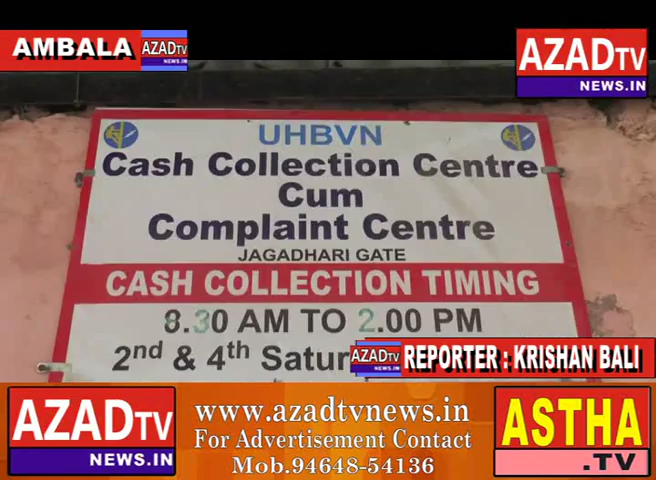 AMBALA AZADTV
NEWS.IN
AZADTV
NEWS.IN
UHBVN
Cash Collection Centre
Cum
Complaint Centre
JAGADHARI GATE
CASH COLLECTION TIMING
8.30 AM TO 2.00 PM
2nd & 4th Satur
AZADTV
NEWS.IN
REPORTER : KRISHAN BALI
AZADTV
NEWS.IN
www.azadtvnews.in
For Advertisement Contact
Mob.94648-54136
ASTHA
.TV